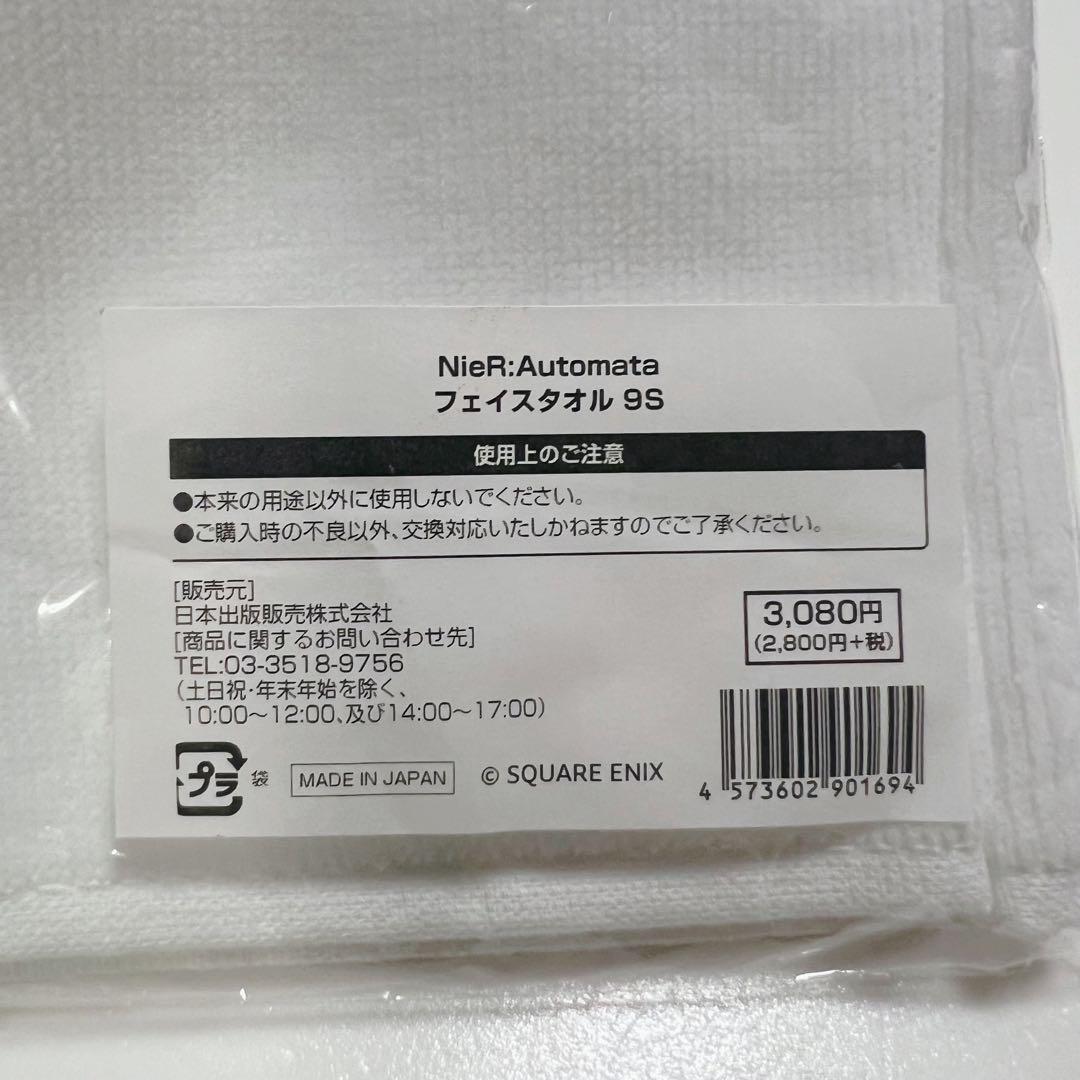 NieR:Automata
フェイスタオル 9S
使用上のご注意
●本来の用途以外に使用しないでください。
●ご購入時の不良以外、交換対応いたしかねますのでご了承ください。
[販売元]
日本出版販売株式会社
[商品に関するお問い合わせ先]
TEL:03-3518-9756
(土日祝・年末年始を除く、
10:00～12:00、及び14:00～17:00)
3,080円
(2,800円+税)
プラ 袋
MADE IN JAPAN
© SQUARE ENIX
4 573602 901694